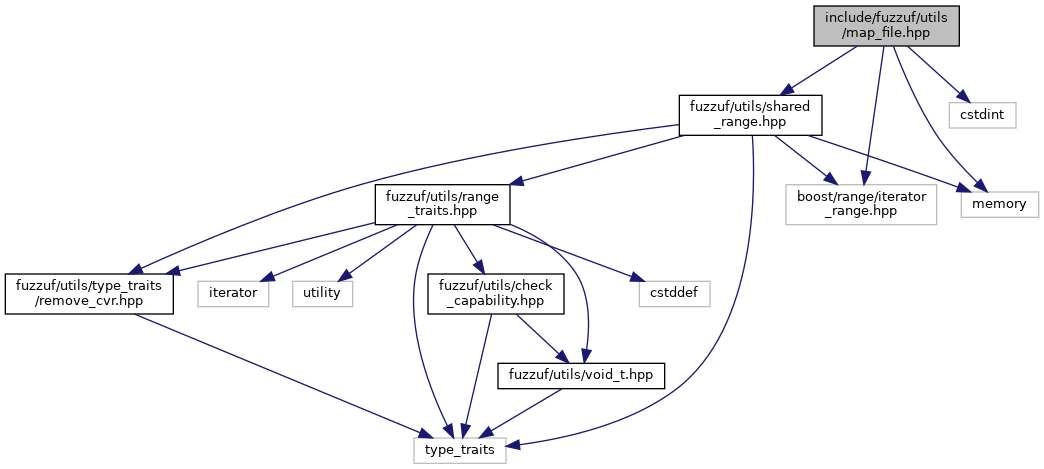 include/fuzzuf/utils
/map_file.hpp
fuzzuf/utils/shared
_range.hpp
cstdint
fuzzuf/utils/range
_traits.hpp
boost/range/iterator
_range.hpp
memory
fuzzuf/utils/type_traits
/remove_cvr.hpp
iterator
utility
fuzzuf/utils/check
_capability.hpp
cstddef
fuzzuf/utils/void_t.hpp
type_traits